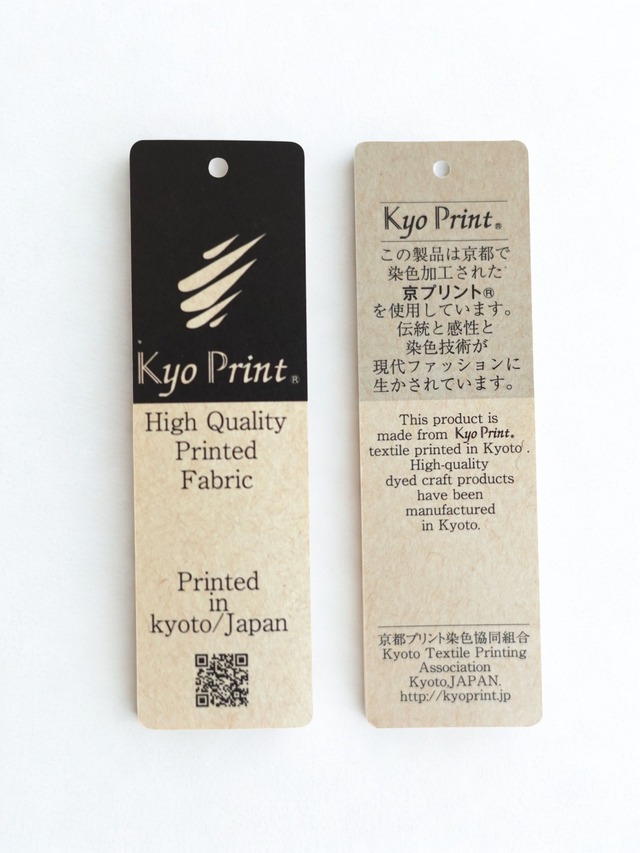 Kyo Print®
High Quality
Printed
Fabric
Printed
in
kyoto/Japan
Kyo Print®
この製品は京都で
染色加工された
京プリント®
を使用しています。
伝統と感性と
染色技術が
現代ファッションに
生かされています。
This product is
made from Kyo Print®
textile printed in Kyoto.
High-quality
dyed craft products
have been
manufactured
in Kyoto.
京都プリント染色協同組合
Kyoto Textile Printing
Association
Kyoto,JAPAN.
http://kyoprint.jp